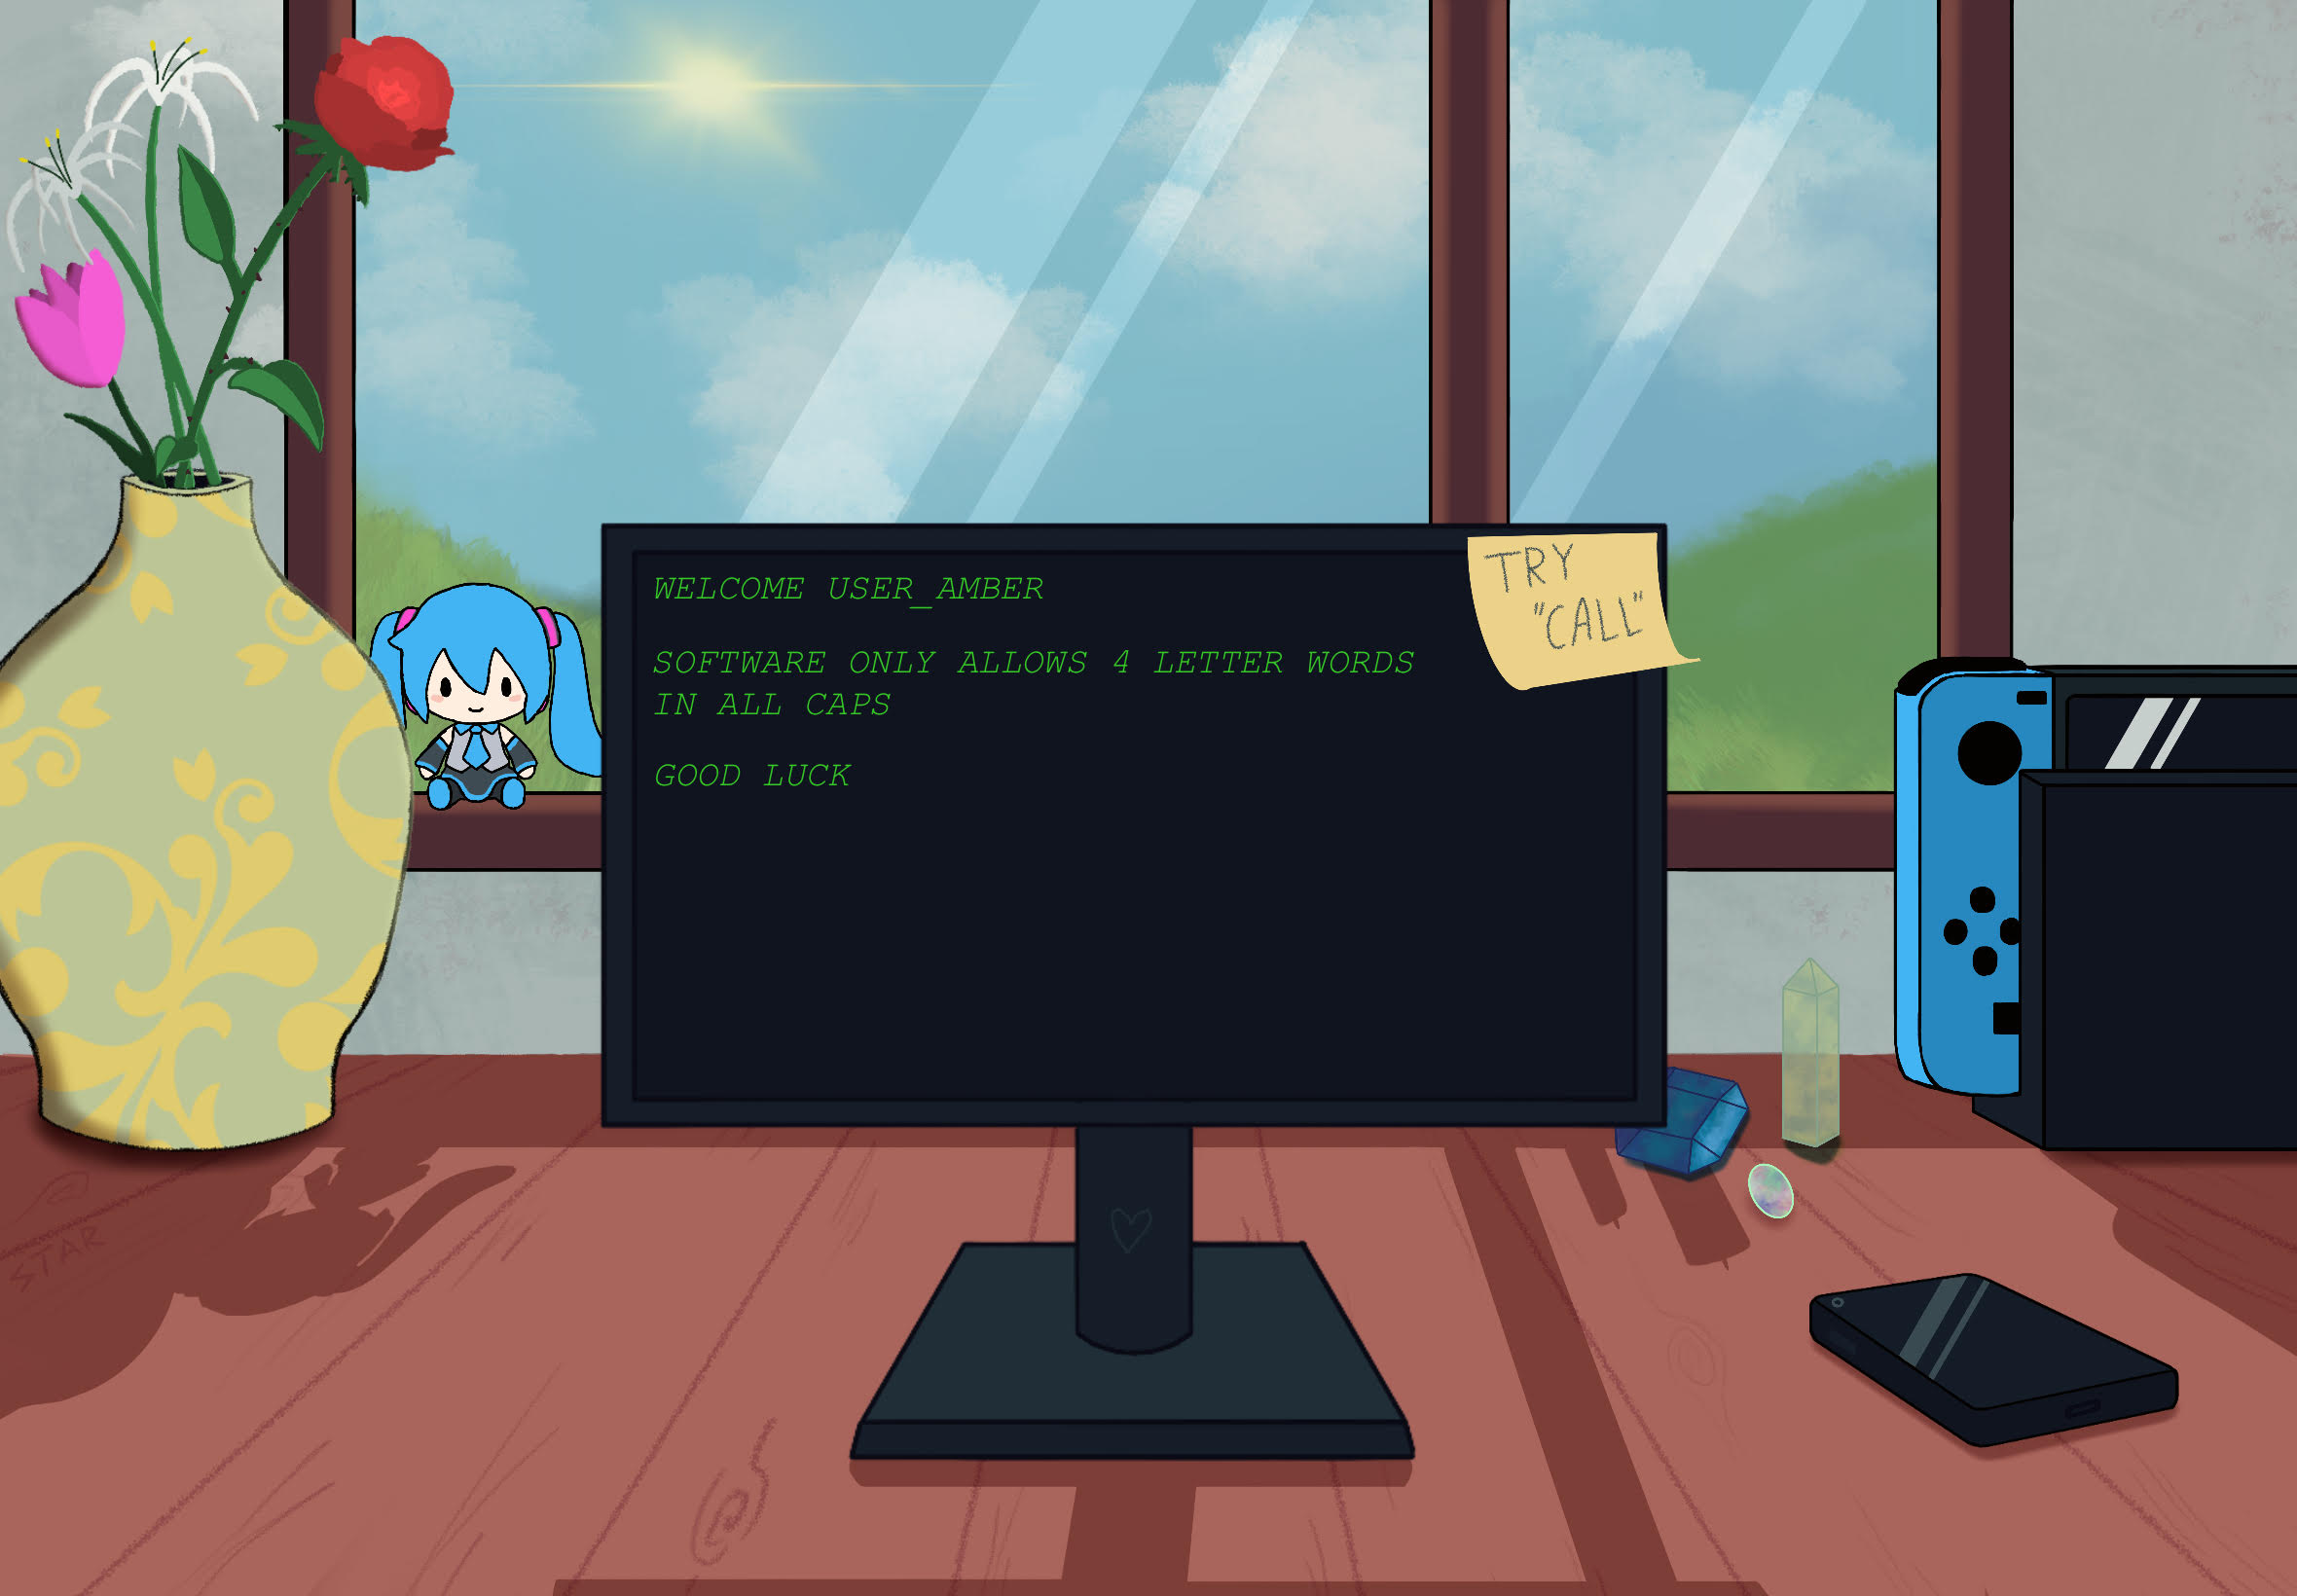 WELCOME USER_AMBER
SOFTWARE ONLY ALLOWS 4 LETTER WORDS
IN ALL CAPS
GOOD LUCK
TRY
"CALL"
STAR